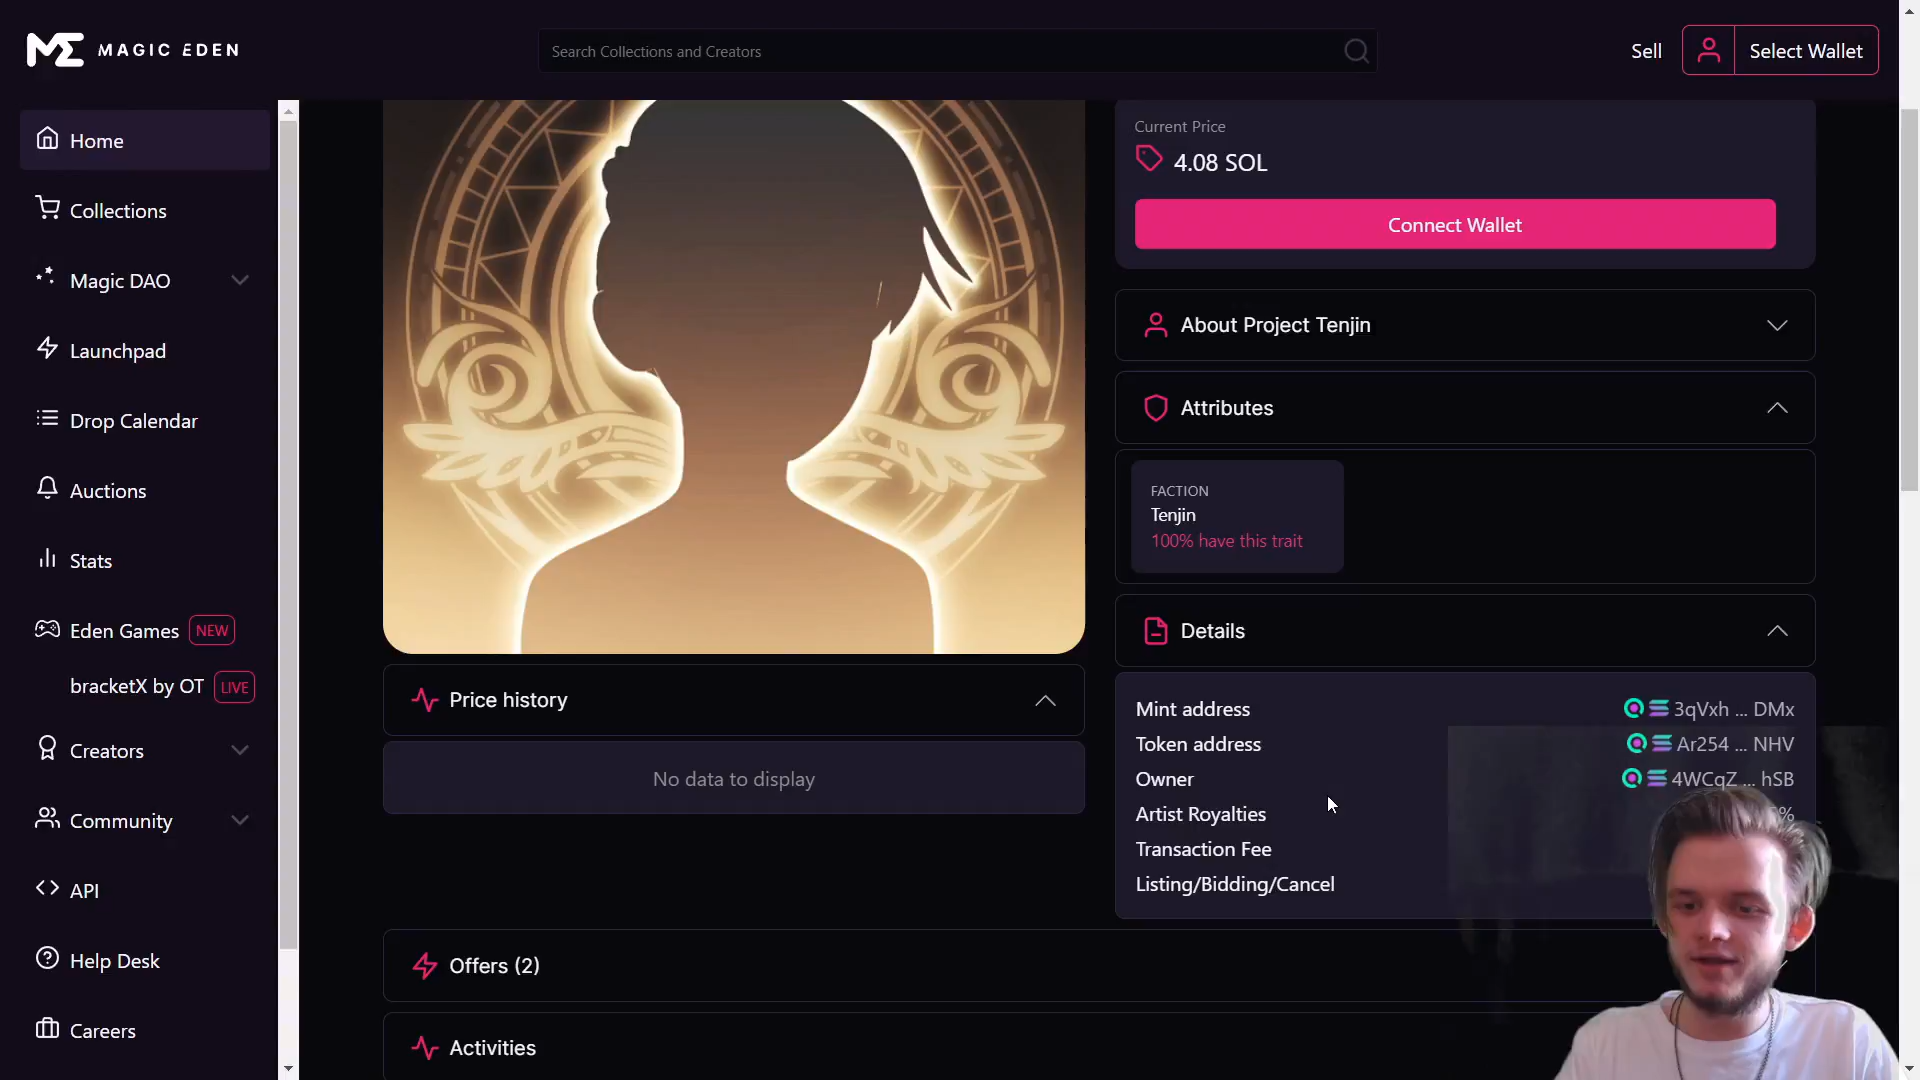 MAGIC EDEN
Search Collections and Creators
Sell
Select Wallet
Home
Collections
Magic DAO
Launchpad
Drop Calendar
Auctions
Stats
Eden Games NEW
bracketX by OT LIVE
Creators
Community
API
Help Desk
Careers
Current Price
4.08 SOL
Connect Wallet
About Project Tenjin
Attributes
FACTION
Tenjin
100% have this trait
Details
Mint address 3qVxh ... DMx
Token address Ar254 ... NHV
Owner 4WCqZ ... hSB
Artist Royalties
Transaction Fee
Listing/Bidding/Cancel
Price history
No data to display
Offers (2)
Activities